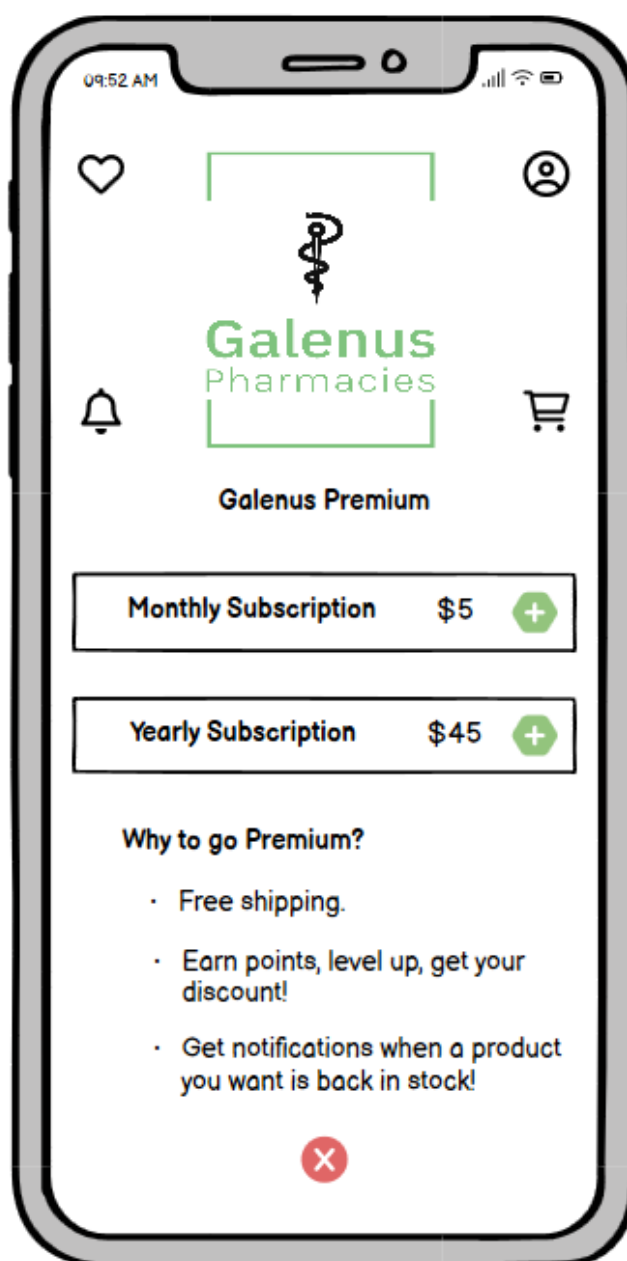 09:52 AM
Galenus
Pharmacies
Galenus Premium
Monthly Subscription $5
Yearly Subscription $45
Why to go Premium?
· Free shipping.
· Earn points, level up, get your
discount!
· Get notifications when a product
you want is back in stock!